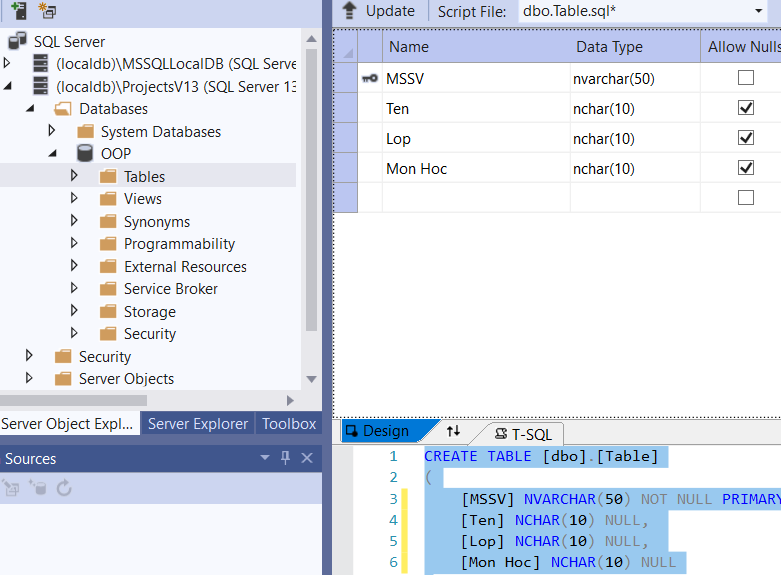 Update
Script File:
dbo.Table.sql*
SQL Server
(localdb)\MSSQLLocalDB (SQL Serve
(localdb)\ProjectsV13 (SQL Server 13
Databases
System Databases
OOP
Tables
Views
Synonyms
Programmability
External Resources
Service Broker
Storage
Security
Security
Server Objects
Server Object Expl...
Server Explorer
Toolbox
Sources
Name Data Type Allow Nulls
MSSV nvarchar(50)
Ten nchar(10)
Lop nchar(10)
Mon Hoc nchar(10)
Design
T-SQL
1 CREATE TABLE [dbo].[Table]
2 (
3 [MSSV] NVARCHAR(50) NOT NULL PRIMARY
4 [Ten] NCHAR(10) NULL,
5 [Lop] NCHAR(10) NULL,
6 [Mon Hoc] NCHAR(10) NULL